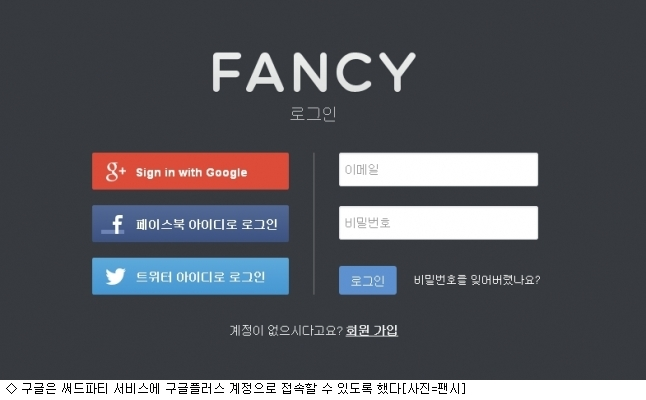 FANCY
로그인
g+ Sign in with Google
f 페이스북 아이디로 로그인
트위터 아이디로 로그인
이메일
비밀번호
로그인 비밀번호를 잊어버렸나요?
계정이 없으시다고요? 회원 가입
◇ 구글은 써드파티 서비스에 구글플러스 계정으로 접속할 수 있도록 했다[사진=팬시]